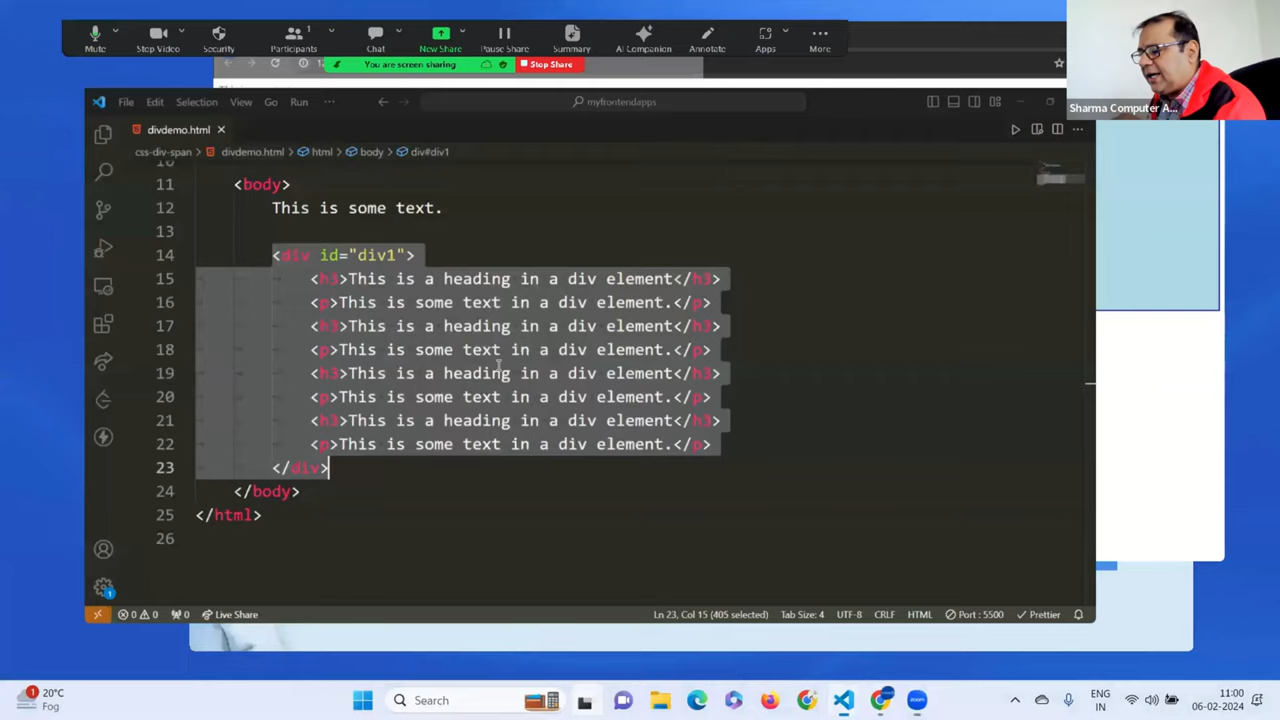 Mute
Stop Video
Security
Participants
1
Chat
New Share
Pause Share
Summary
AI Companion
Annotate
Apps
More
You are screen sharing
Stop Share
Sharma Computer A...
File Edit Selection View Go Run ···
myfrontendapps
divdemo.html
css-div-span > divdemo.html > html > body > div#div1
11 <body>
12 This is some text.
13
14 <div id="div1">
15 <h3>This is a heading in a div element</h3>
16 <p>This is some text in a div element.</p>
17 <h3>This is a heading in a div element</h3>
18 <p>This is some text in a div element.</p>
19 <h3>This is a heading in a div element</h3>
20 <p>This is some text in a div element.</p>
21 <h3>This is a heading in a div element</h3>
22 <p>This is some text in a div element.</p>
23 </div>
24 </body>
25 </html>
26
1
0 0 0 Live Share Ln 23, Col 15 (405 selected) Tab Size: 4 UTF-8 CRLF HTML Port : 5500 Prettier
1
20°C
Fog
Search
ENG
IN
11:00
06-02-2024